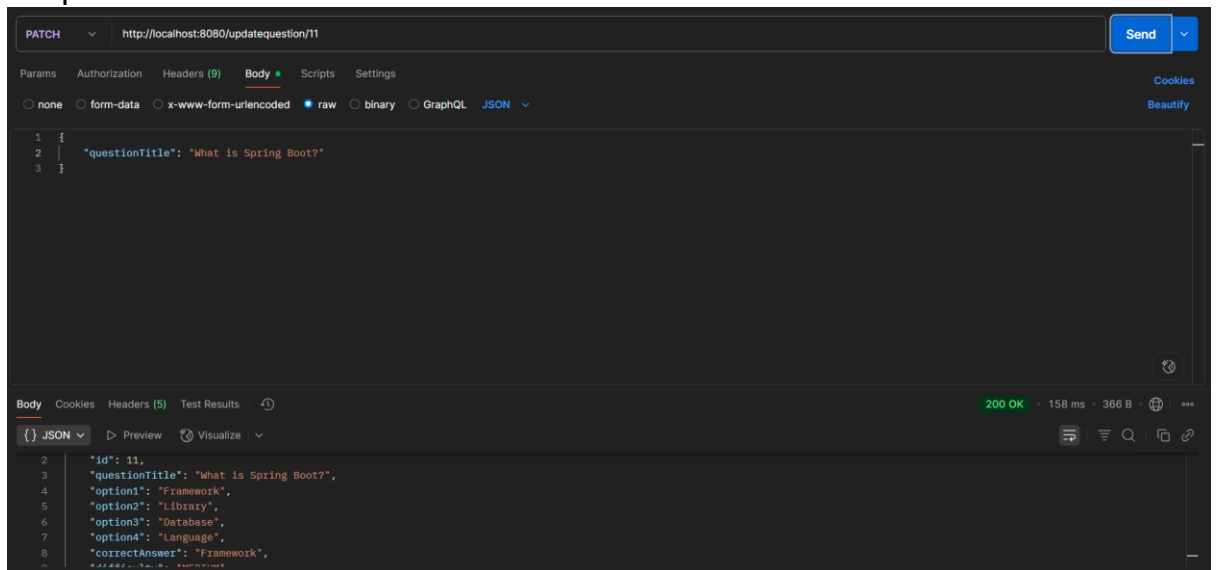 PATCH http://localhost:8080/updatequestion/11 Send
Params Authorization Headers (9) Body Scripts Settings Cookies
none form-data x-www-form-urlencoded raw binary GraphQL JSON Beautify
1 {
2 "questionTitle": "What is Spring Boot?"
3 }
Body Cookies Headers (5) Test Results 200 OK 158 ms 366 B
{} JSON Preview Visualize
2 "id": 11,
3 "questionTitle": "What is Spring Boot?",
4 "option1": "Framework",
5 "option2": "Library",
6 "option3": "Database",
7 "option4": "Language",
8 "correctAnswer": "Framework",
"difficulty": "MEDIUM"